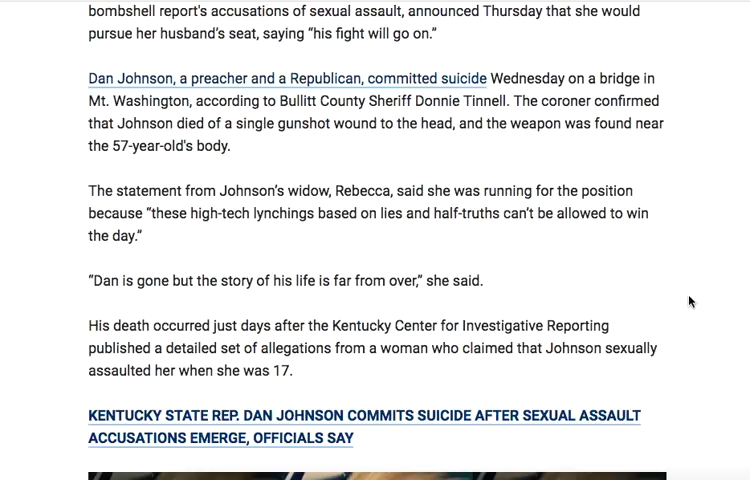 bombshell report's accusations of sexual assault, announced Thursday that she would
pursue her husband’s seat, saying “his fight will go on.”
Dan Johnson, a preacher and a Republican, committed suicide Wednesday on a bridge in
Mt. Washington, according to Bullitt County Sheriff Donnie Tinnell. The coroner confirmed
that Johnson died of a single gunshot wound to the head, and the weapon was found near
the 57-year-old's body.
The statement from Johnson’s widow, Rebecca, said she was running for the position
because “these high-tech lynchings based on lies and half-truths can’t be allowed to win
the day.”
“Dan is gone but the story of his life is far from over,” she said.
His death occurred just days after the Kentucky Center for Investigative Reporting
published a detailed set of allegations from a woman who claimed that Johnson sexually
assaulted her when she was 17.
KENTUCKY STATE REP. DAN JOHNSON COMMITS SUICIDE AFTER SEXUAL ASSAULT
ACCUSATIONS EMERGE, OFFICIALS SAY